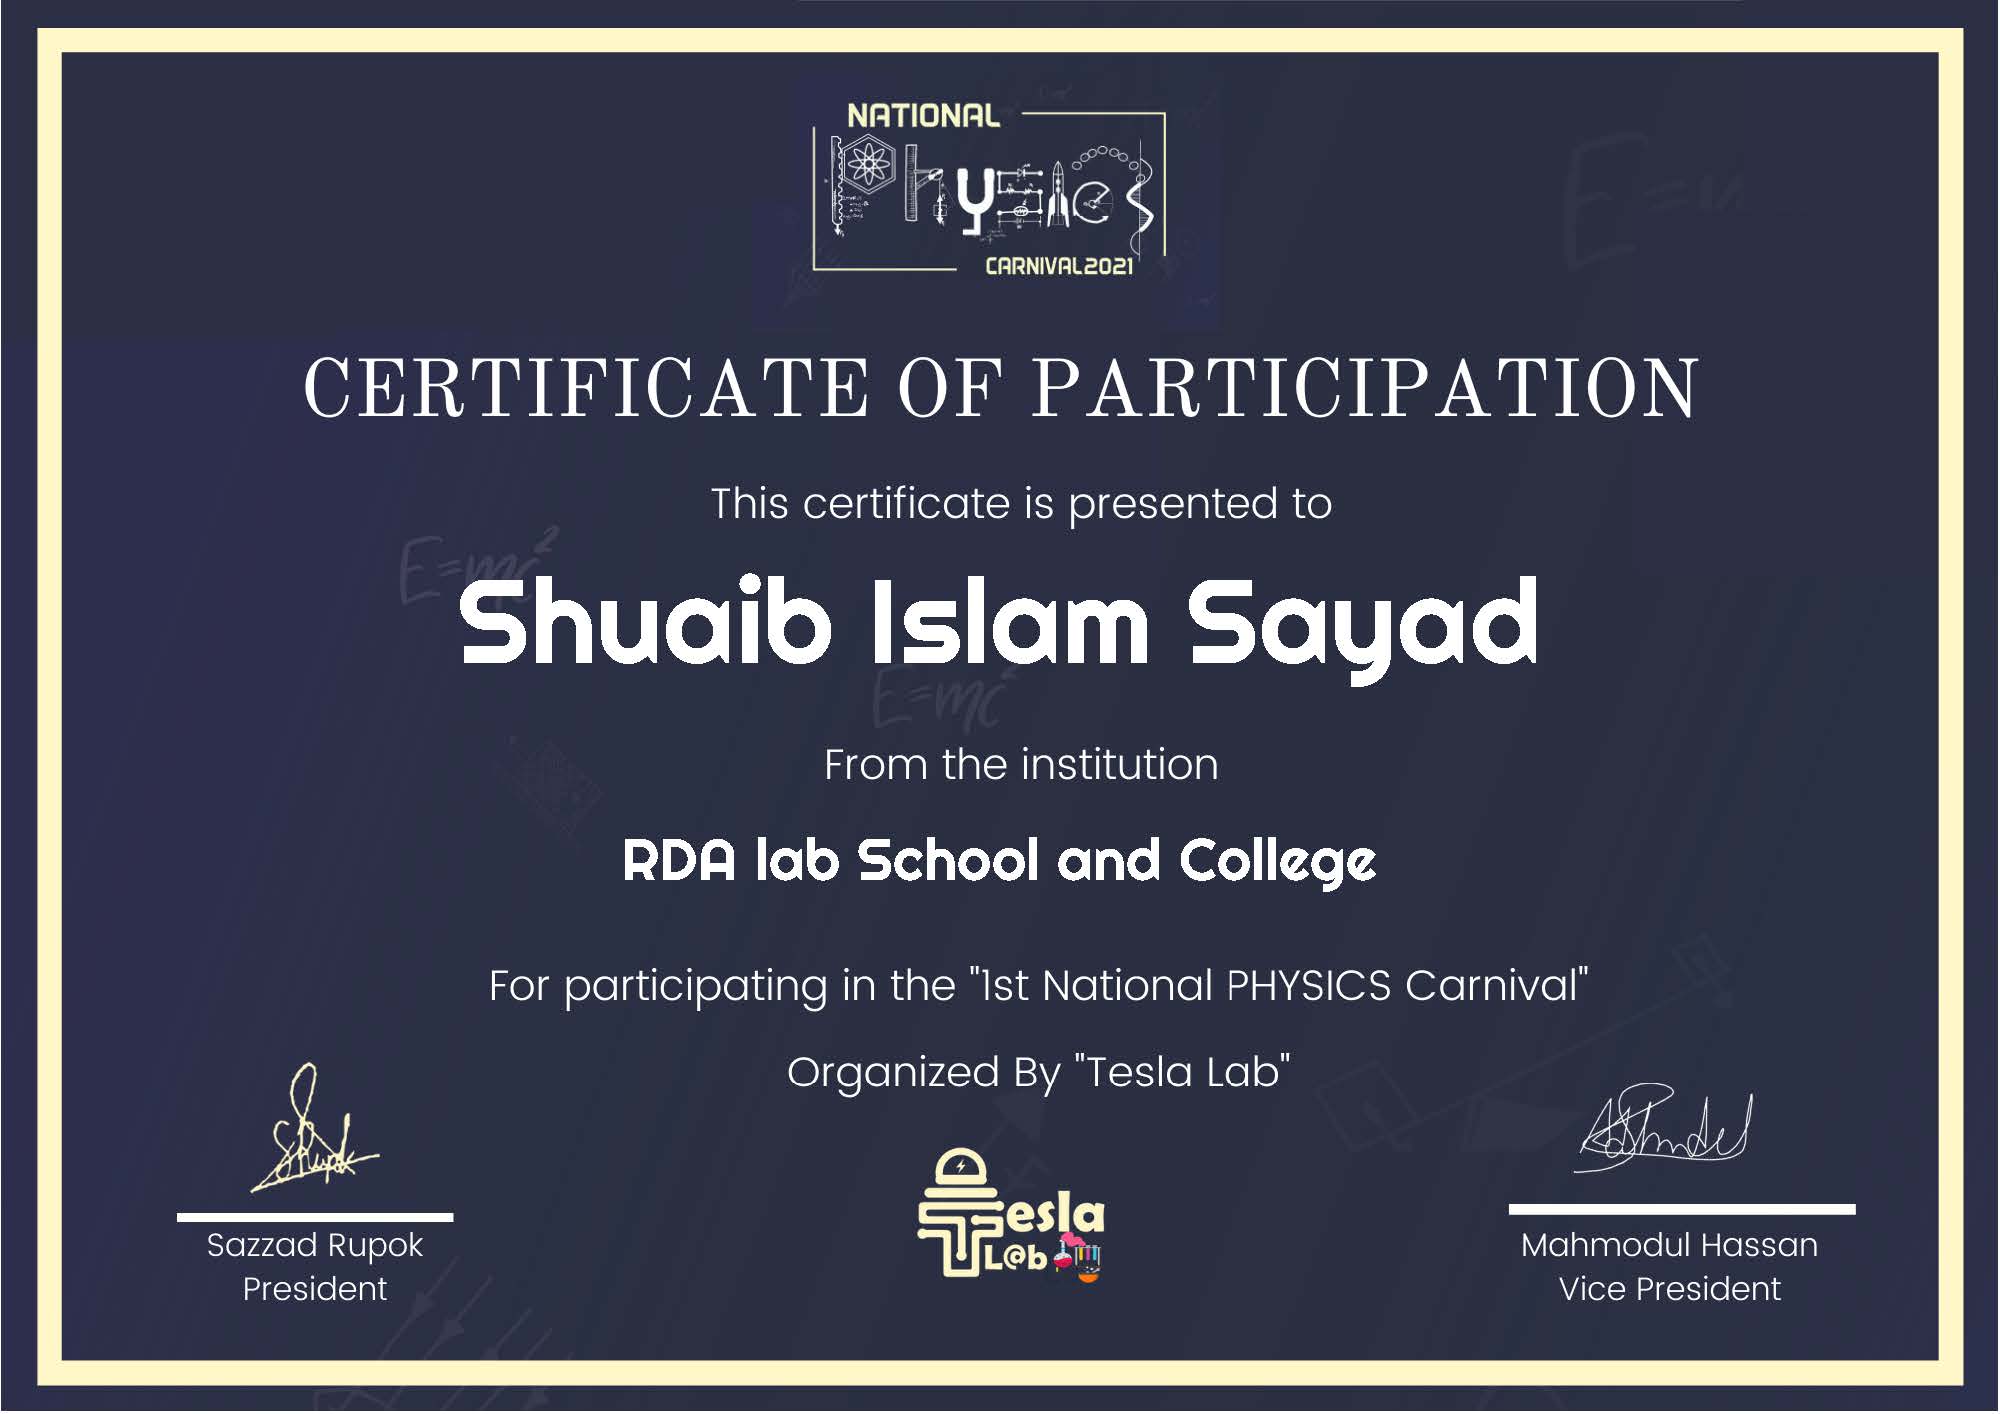 NATIONAL
Physics
CARNIVAL2021
E=m
CERTIFICATE OF PARTICIPATION
This certificate is presented to
E=mc²
Shuaib Islam Sayad
E=mc²
From the institution
RDA lab School and College
For participating in the "1st National PHYSICS Carnival"
Organized By "Tesla Lab"
Tesla
L@b
Sazzad Rupok
President
Mahmodul Hassan
Vice President